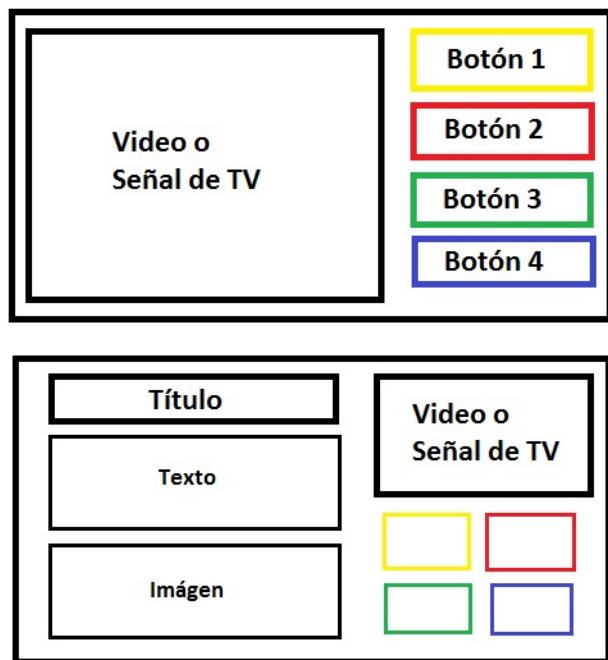 Video o
Señal de TV
Botón 1
Botón 2
Botón 3
Botón 4
Título
Texto
Imágen
Video o
Señal de TV